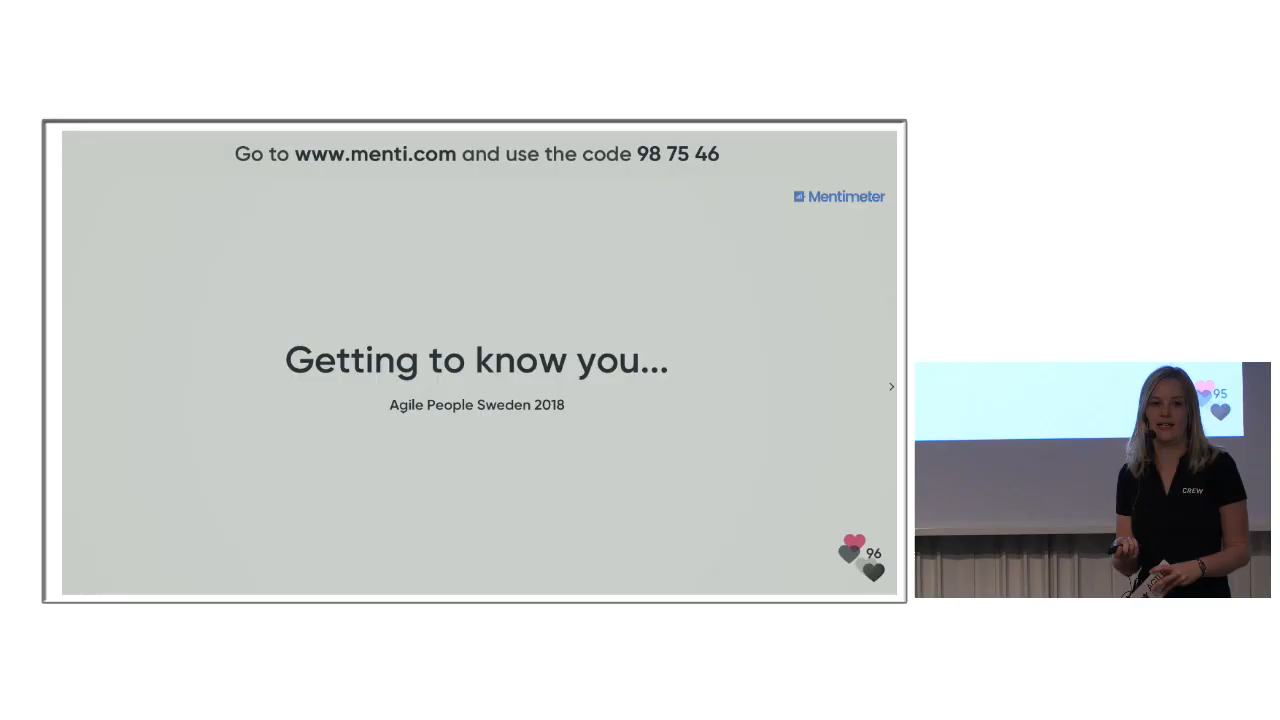 Go to www.menti.com and use the code 98 75 46
Mentimeter
Getting to know you...
Agile People Sweden 2018
96
95
CREW